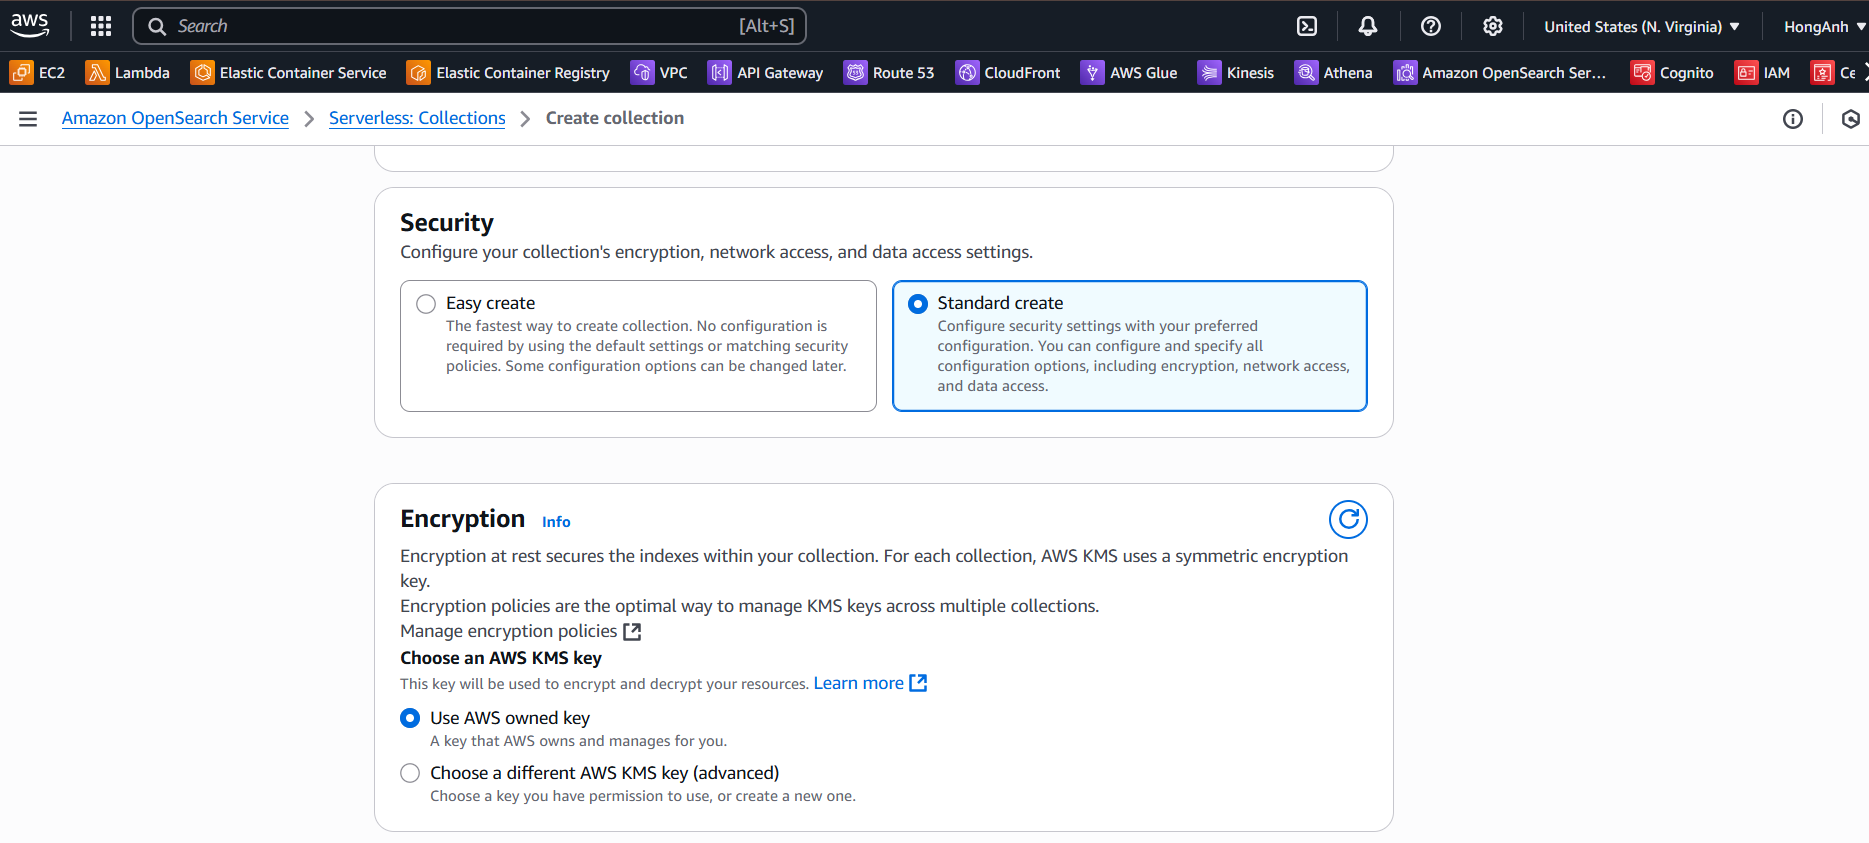 aws
Search
[Alt+S]
United States (N. Virginia)
HongAnh
EC2
Lambda
Elastic Container Service
Elastic Container Registry
VPC
API Gateway
Route 53
CloudFront
AWS Glue
Kinesis
Athena
Amazon OpenSearch Ser...
Cognito
IAM
Ce
Amazon OpenSearch Service
Serverless: Collections
Create collection
Security
Configure your collection's encryption, network access, and data access settings.
Easy create
The fastest way to create collection. No configuration is
required by using the default settings or matching security
policies. Some configuration options can be changed later.
Standard create
Configure security settings with your preferred
configuration. You can configure and specify all
configuration options, including encryption, network access,
and data access.
Encryption
Info
Encryption at rest secures the indexes within your collection. For each collection, AWS KMS uses a symmetric encryption
key.
Encryption policies are the optimal way to manage KMS keys across multiple collections.
Manage encryption policies
Choose an AWS KMS key
This key will be used to encrypt and decrypt your resources. Learn more
Use AWS owned key
A key that AWS owns and manages for you.
Choose a different AWS KMS key (advanced)
Choose a key you have permission to use, or create a new one.